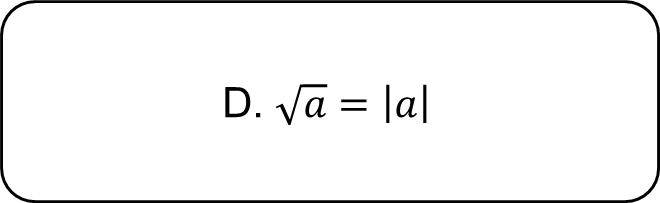 D. √a = |a|